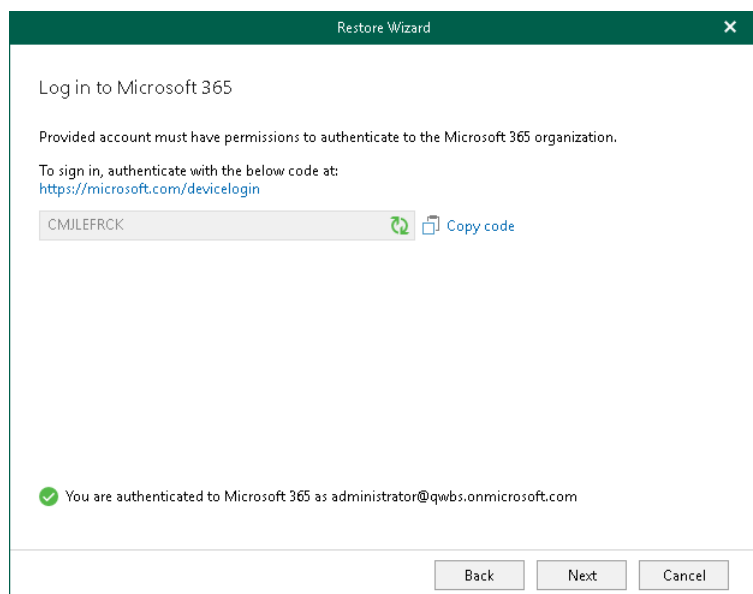 Restore Wizard
Log in to Microsoft 365
Provided account must have permissions to authenticate to the Microsoft 365 organization.
To sign in, authenticate with the below code at:
https://microsoft.com/devicelogin
CMJLEFRCK Copy code
You are authenticated to Microsoft 365 as administrator@qwbs.onmicrosoft.com
Back Next Cancel